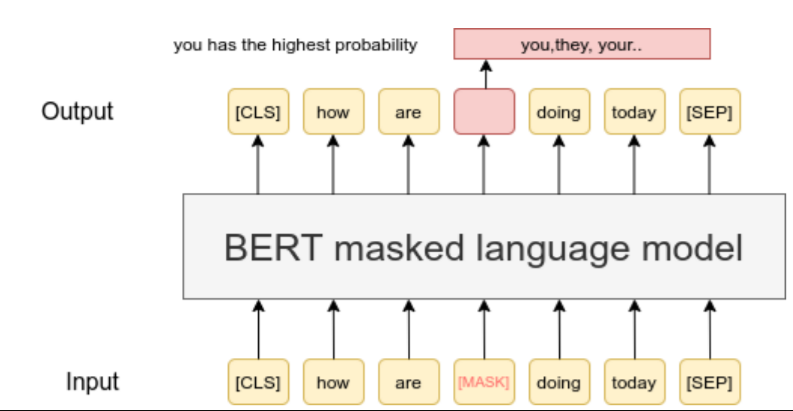 you has the highest probability you,they, your..
Output [CLS] how are doing today [SEP]
BERT masked language model
Input [CLS] how are [MASK] doing today [SEP]